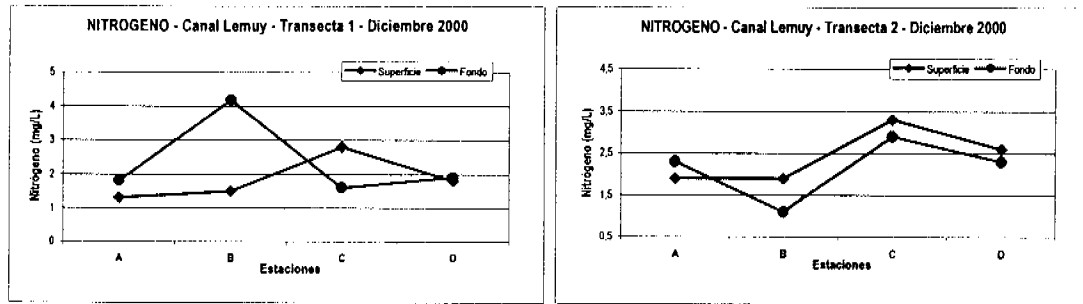 NITROGENO - Canal Lemuy - Transecta 1 - Diciembre 2000
Superficie Fondo
Nitrógeno (mg/L)
5
4
3
2
1
0
A B C D
Estaciones
NITROGENO - Canal Lemuy - Transecta 2 - Diciembre 2000
Superficie Fondo
Nitrógeno (mg/L)
4,5
3,5
2,5
1,5
0,5
A B C D
Estaciones